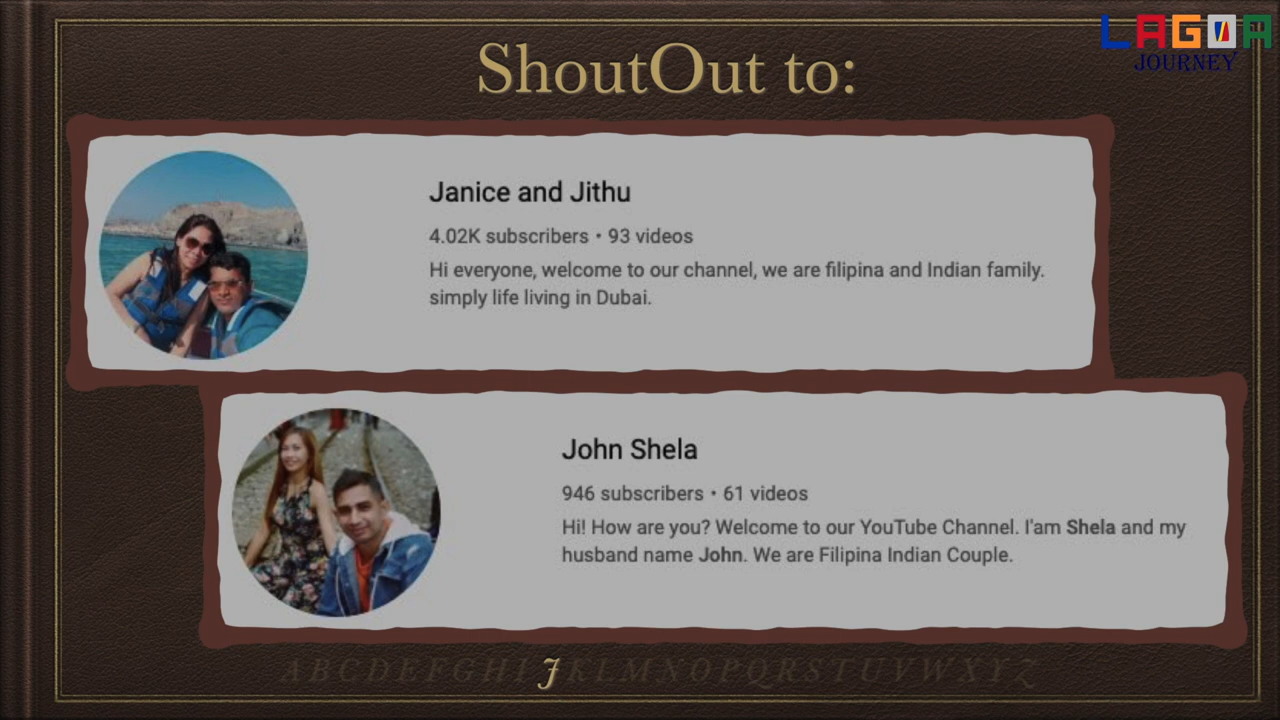 LAGOA
JOURNEY
ShoutOut to:
Janice and Jithu
4.02K subscribers • 93 videos
Hi everyone, welcome to our channel, we are filipina and Indian family.
simply life living in Dubai.
John Shela
946 subscribers • 61 videos
Hi! How are you? Welcome to our YouTube Channel. I'am Shela and my
husband name John. We are Filipina Indian Couple.
A B C D E F G H I J K L M N O P Q R S T U V W X Y Z